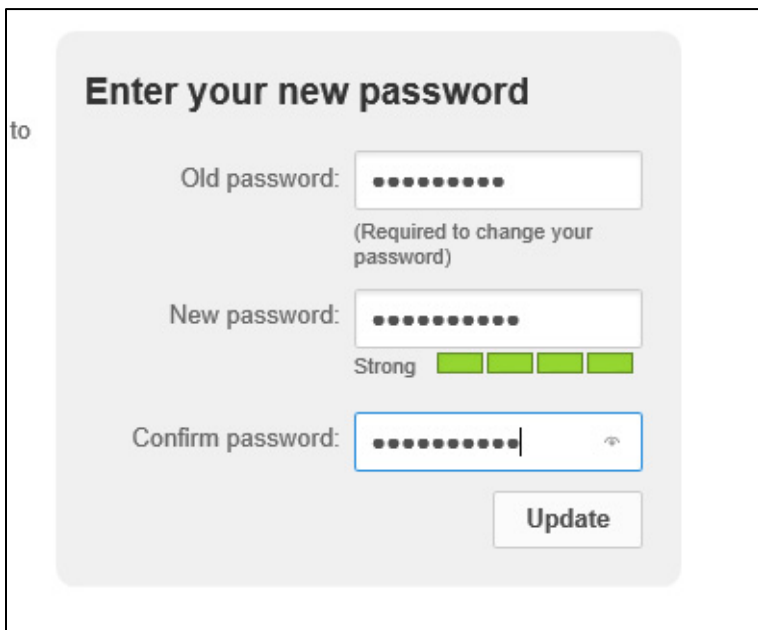 Enter your new password
to
Old password: ●●●●●●●●●
(Required to change your
password)
New password: ●●●●●●●●●●
Strong
Confirm password: ●●●●●●●●●●
Update